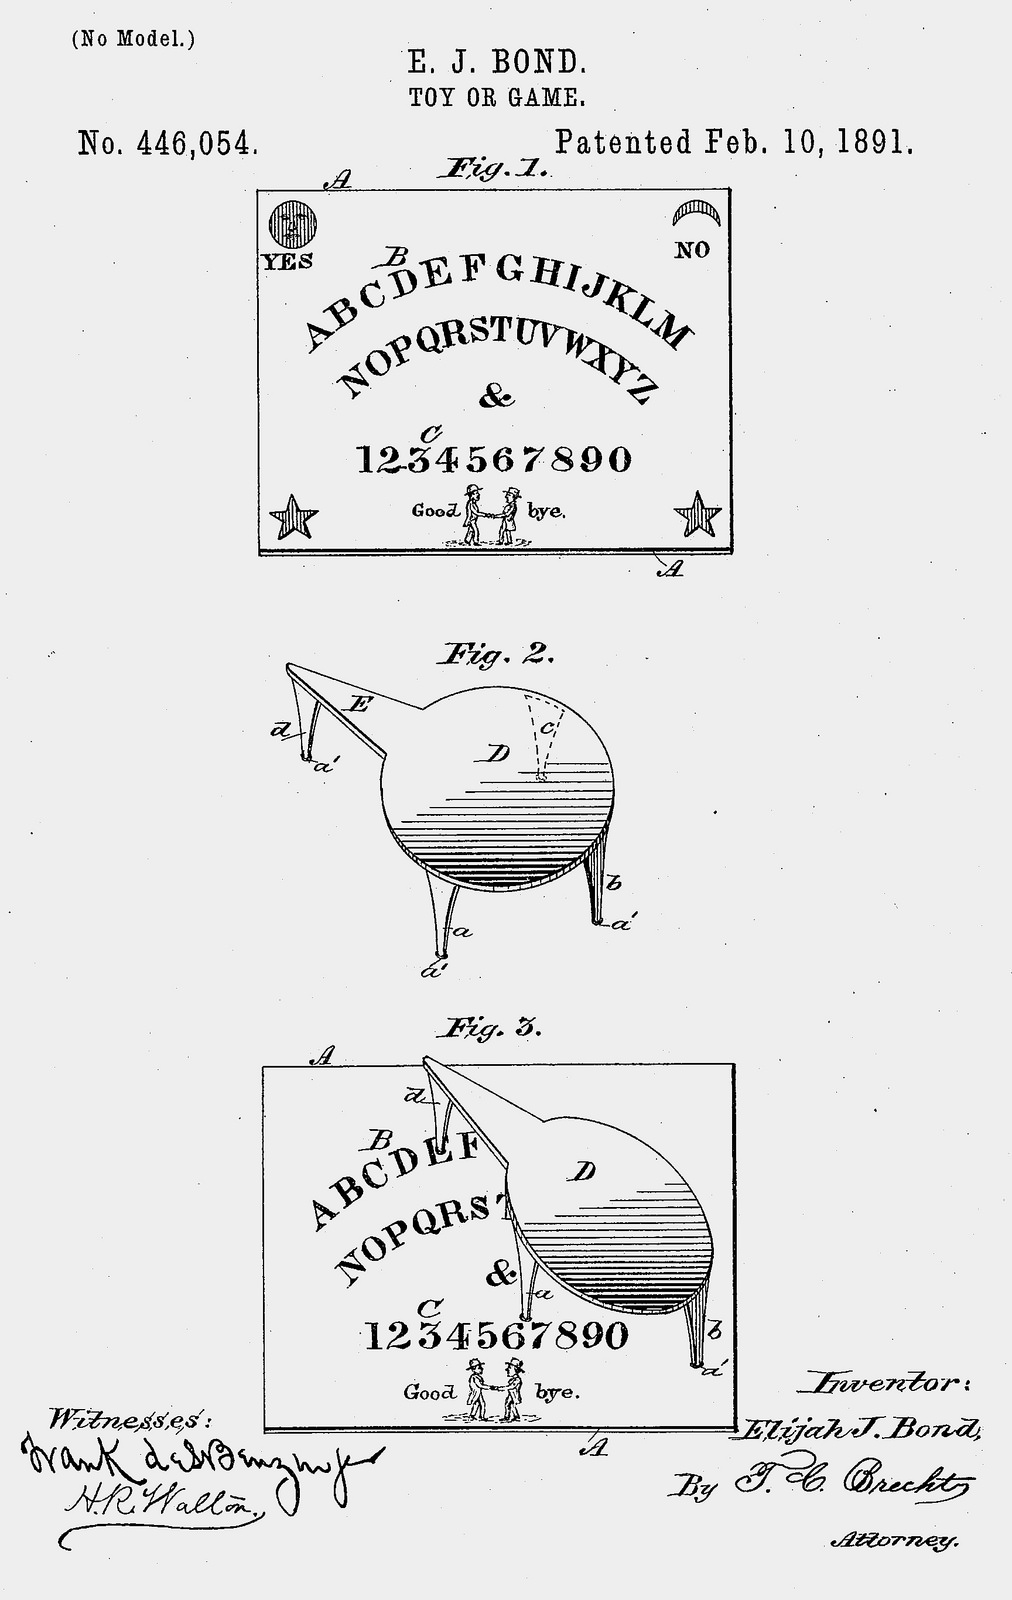 (No Model.)
E. J. BOND.
TOY OR GAME.
No. 446,054.
Patented Feb. 10, 1891.
Fig. 1.
A
YES
NO
B
ABCDEFGHIJKLM
NOPQRSTUVWXYZ
&
C
1234567890
Good bye.
A
Fig. 2.
E
d
a'
D
c
b
a'
a
a'
Fig. 3.
A
d
B
ABCDEF
D
NOPQRST
&
a
C
1234567890
b
a'
Good bye.
A
Witnesses:
Frank
H. R. Walton.
Inventor:
Elijah J. Bond,
By T. C. Brecht
Attorney.